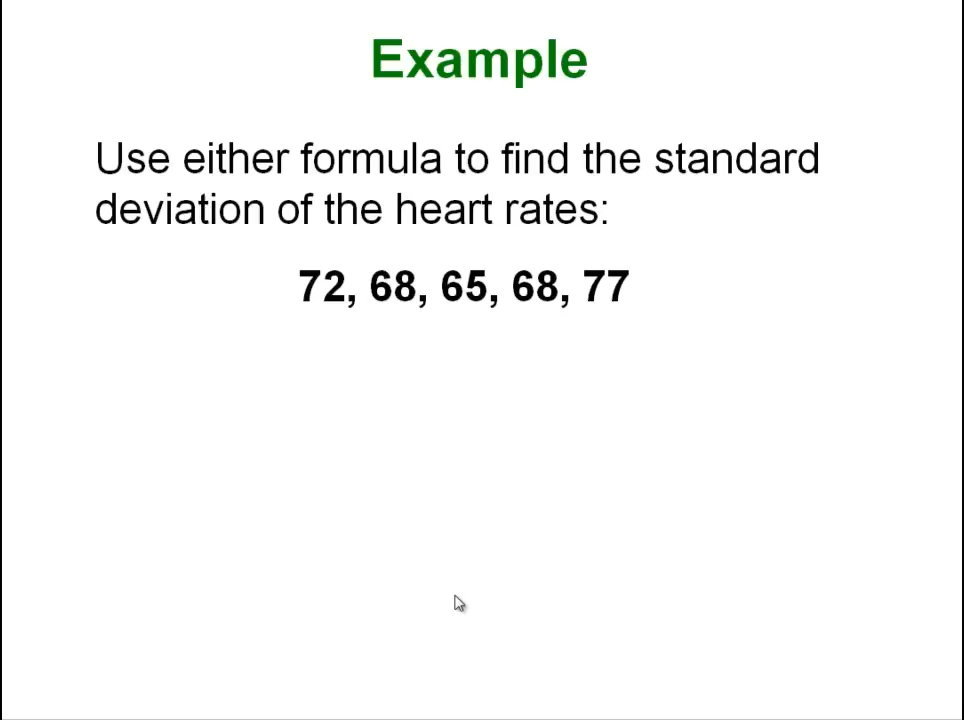 Example
Use either formula to find the standard
deviation of the heart rates:
72, 68, 65, 68, 77